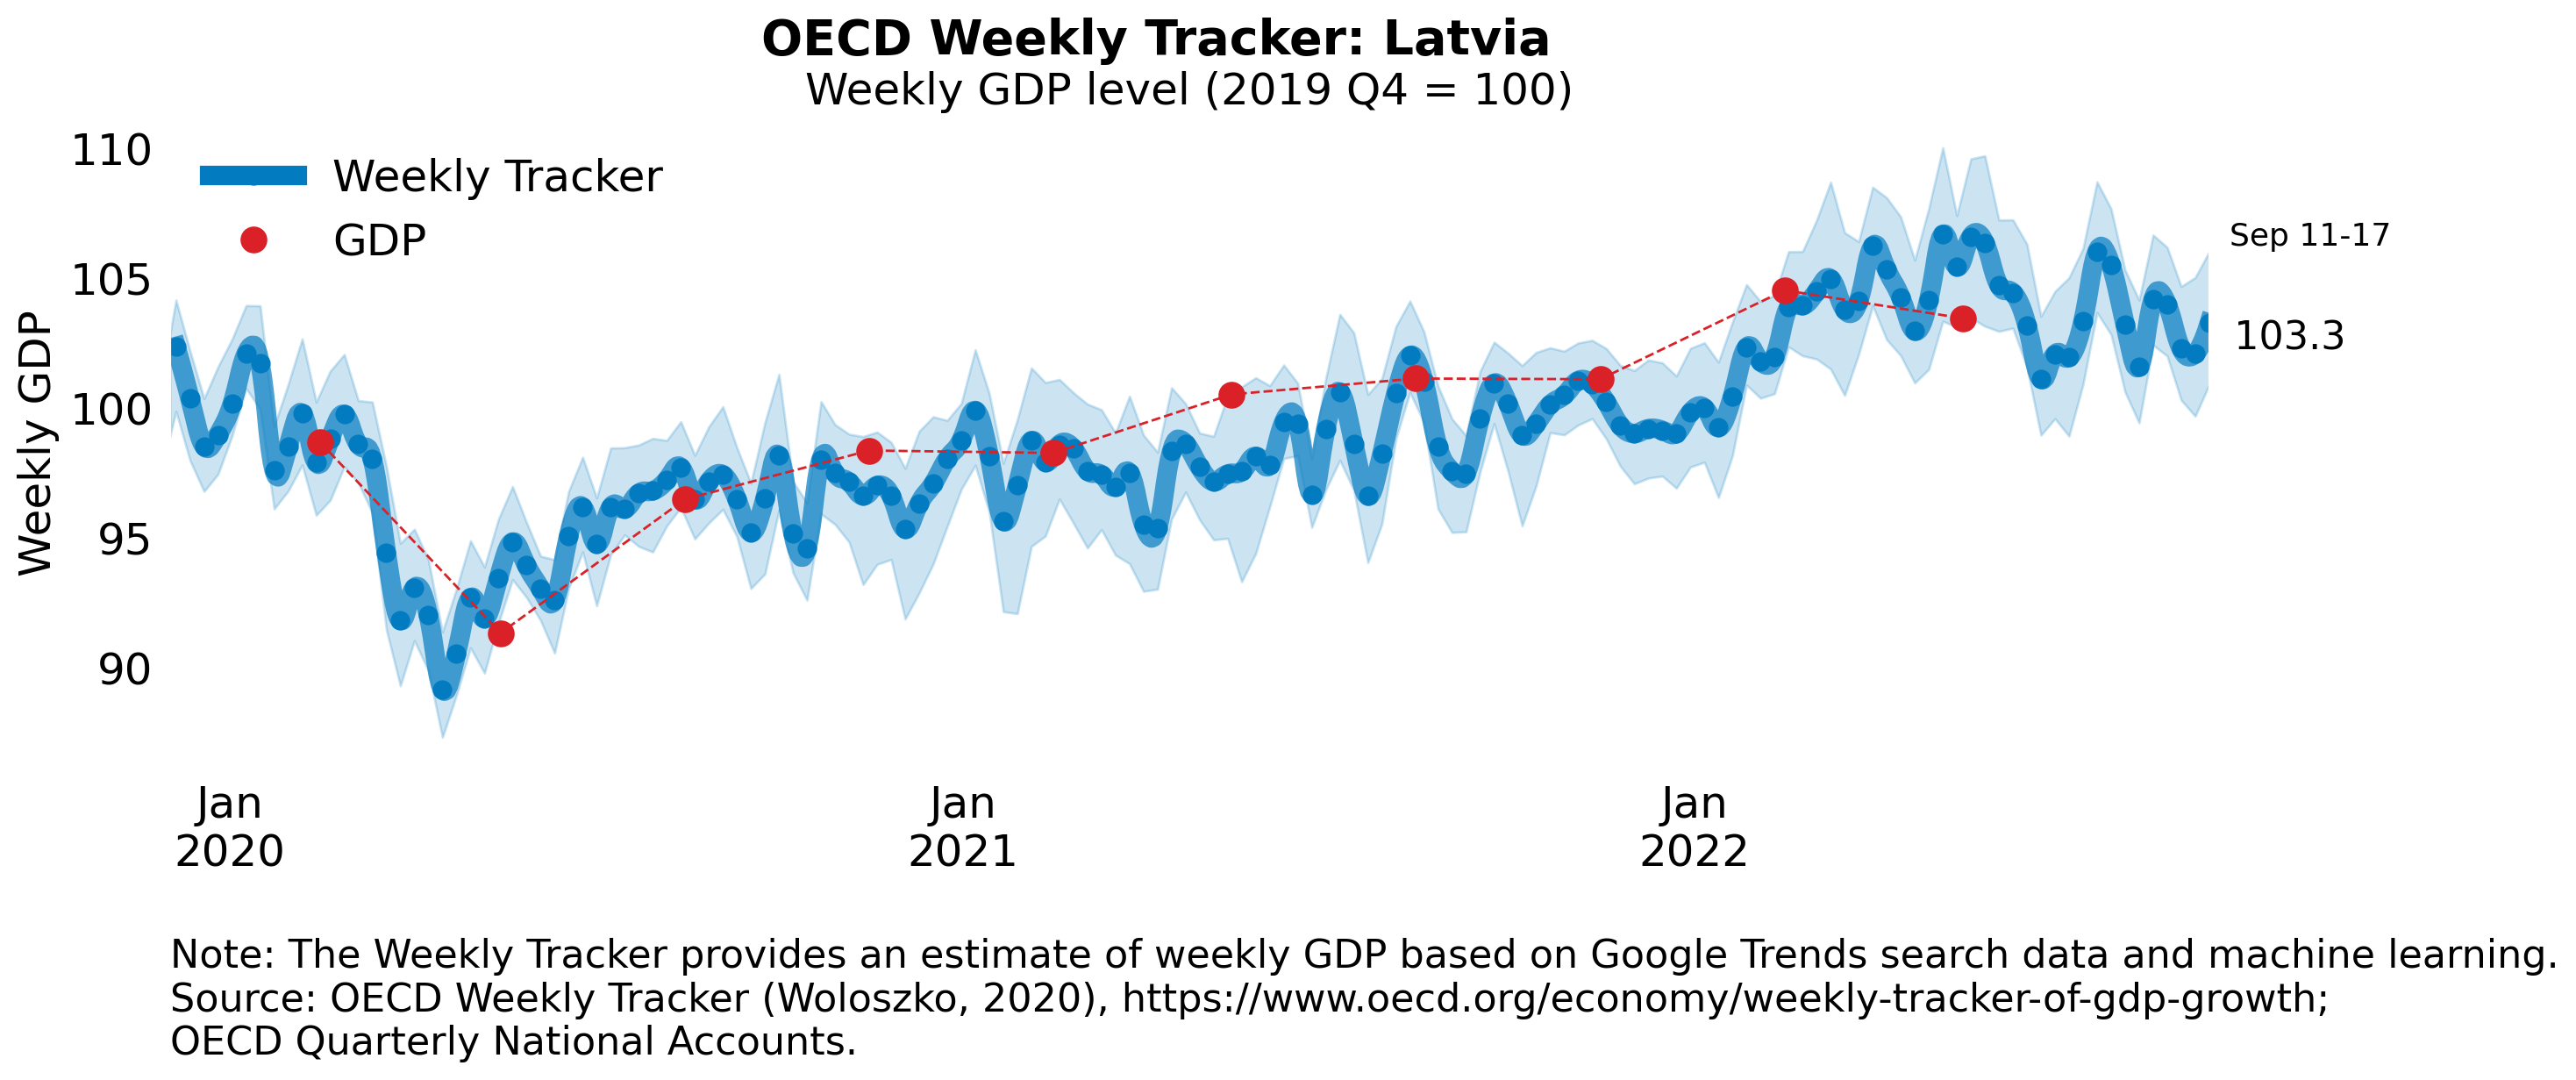 OECD Weekly Tracker: Latvia
Weekly GDP level (2019 Q4 = 100)
Weekly Tracker
GDP
Weekly GDP
110
105
100
95
90
Sep 11-17
103.3
Jan
2020
Jan
2021
Jan
2022
Note: The Weekly Tracker provides an estimate of weekly GDP based on Google Trends search data and machine learning.
Source: OECD Weekly Tracker (Woloszko, 2020), https://www.oecd.org/economy/weekly-tracker-of-gdp-growth;
OECD Quarterly National Accounts.